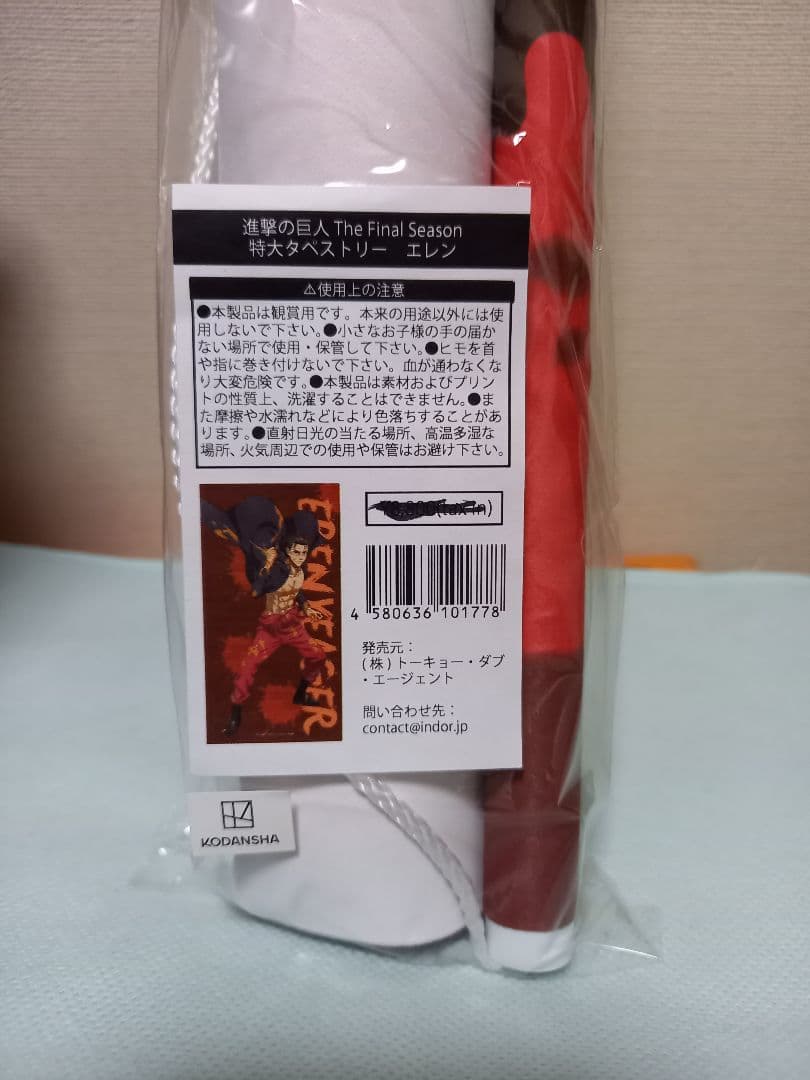 進撃の巨人 The Final Season
特大タペストリー　エレン
⚠使用上の注意
●本製品は観賞用です。本来の用途以外には使
用しないで下さい。●小さなお子様の手の届か
ない場所で使用・保管して下さい。●ヒモを首
や指に巻き付けないで下さい。血が通わなくな
り大変危険です。●本製品は素材およびプリン
トの性質上、洗濯することはできません。●ま
た摩擦や水濡れなどにより色落ちすることがあ
ります。●直射日光の当たる場所、高温多湿な
場所、火気周辺での使用や保管はお避け下さい。
EREN YEAGER
(tax in)
4 580636 101778
発売元：
(株)トーキョー・ダブ
・エージェント
問い合わせ先：
contact@indor.jp
KODANSHA